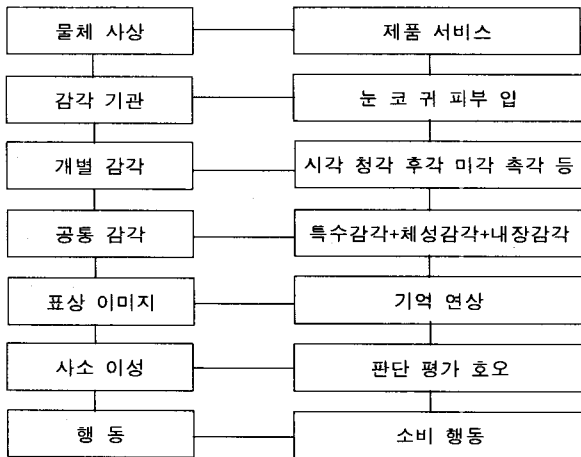 물체 사상
제품 서비스
감각 기관
눈 코 귀 피부 입
개별 감각
시각 청각 후각 미각 촉각 등
공통 감각
특수감각+체성감각+내장감각
표상 이미지
기억 연상
사소 이성
판단 평가 호오
행 동
소비 행동